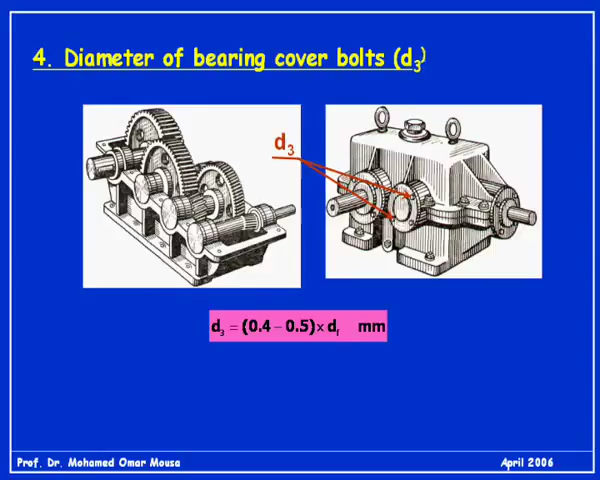 4. Diameter of bearing cover bolts (d₃)
d₃
d₃ = (0.4 – 0.5) × d_f mm
Prof. Dr. Mohamed Omar Mousa April 2006